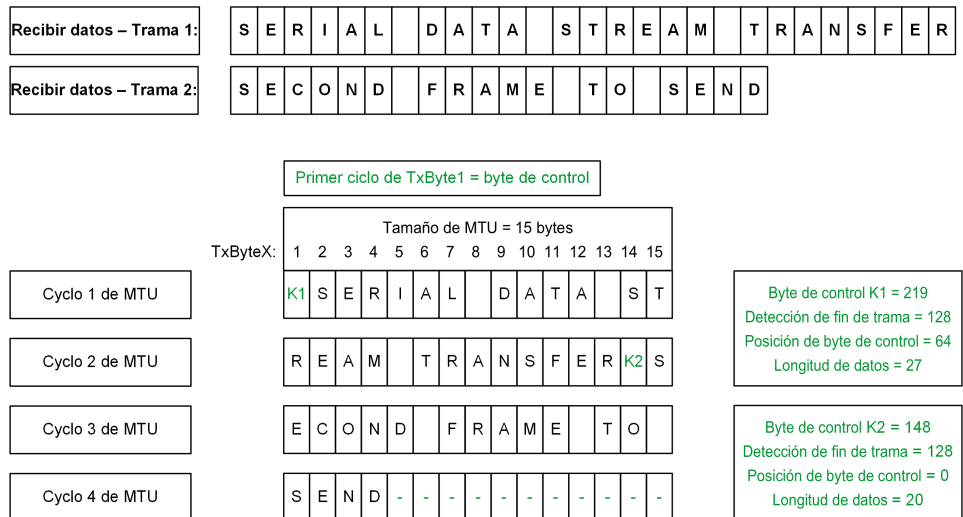 Recibir datos – Trama 1: S E R I A L D A T A S T R E A M T R A N S F E R
Recibir datos – Trama 2: S E C O N D F R A M E T O S E N D
Primer ciclo de TxByte1 = byte de control
Tamaño de MTU = 15 bytes
TxByteX: 1 2 3 4 5 6 7 8 9 10 11 12 13 14 15
Cyclo 1 de MTU K1 S E R I A L D A T A S T
Cyclo 2 de MTU R E A M T R A N S F E R K2 S
Cyclo 3 de MTU E C O N D F R A M E T O
Cyclo 4 de MTU S E N D - - - - - - - - - - -
Byte de control K1 = 219
Detección de fin de trama = 128
Posición de byte de control = 64
Longitud de datos = 27
Byte de control K2 = 148
Detección de fin de trama = 128
Posición de byte de control = 0
Longitud de datos = 20